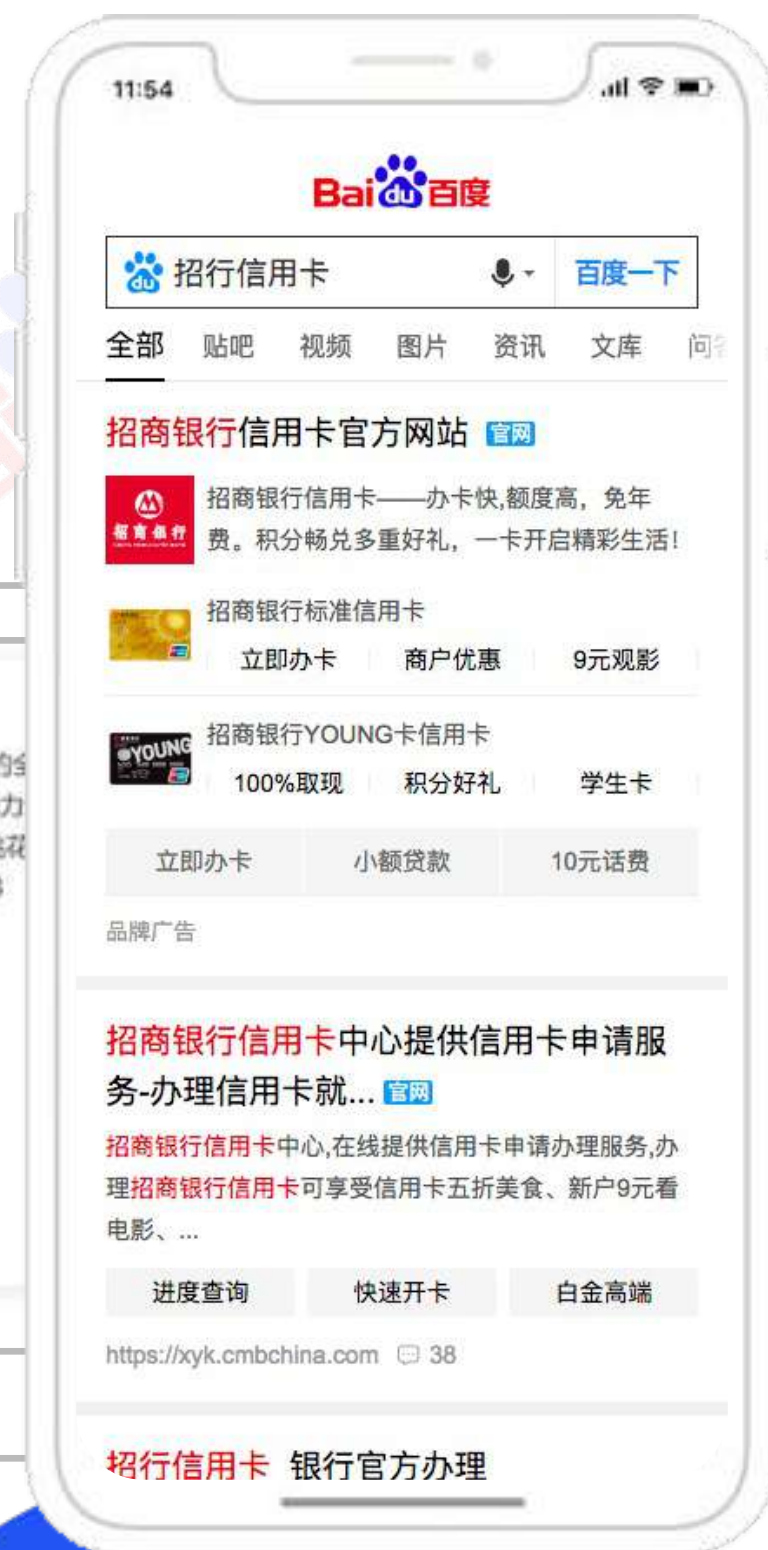 11:54
Bai du 百度
du 招行信用卡 百度一下
全部 贴吧 视频 图片 资讯 文库 问
招商银行信用卡官方网站 官网
招商银行
招商银行信用卡——办卡快,额度高，免年
费。积分畅兑多重好礼，一卡开启精彩生活！
招商银行标准信用卡
立即办卡 商户优惠 9元观影
YOUNG
招商银行YOUNG卡信用卡
100%取现 积分好礼 学生卡
立即办卡 小额贷款 10元话费
品牌广告
招商银行信用卡中心提供信用卡申请服
务-办理信用卡就... 官网
招商银行信用卡中心,在线提供信用卡申请办理服务,办
理招商银行信用卡可享受信用卡五折美食、新户9元看
电影、...
进度查询 快速开卡 白金高端
https://xyk.cmbchina.com 38
招行信用卡 银行官方办理
力